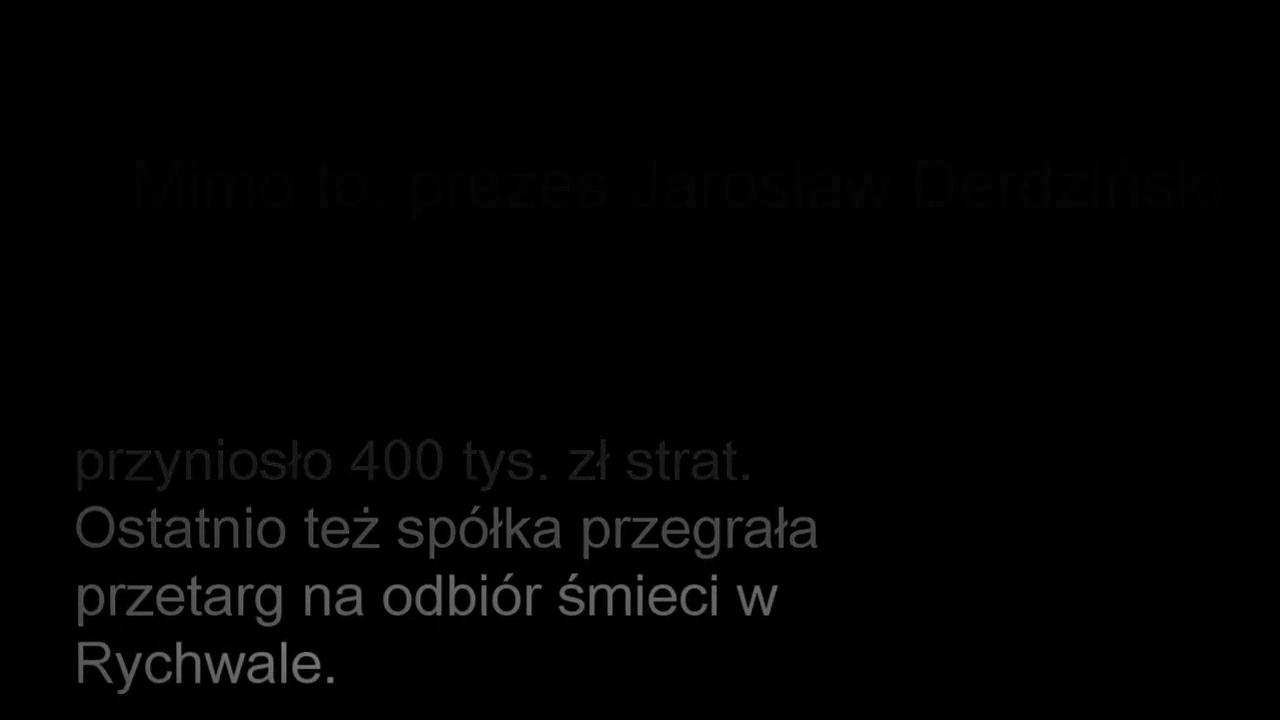 Mimo to, prezes Jarosław Derdziński
przyniosło 400 tys. zł strat.
Ostatnio też spółka przegrała
przetarg na odbiór śmieci w
Rychwale.